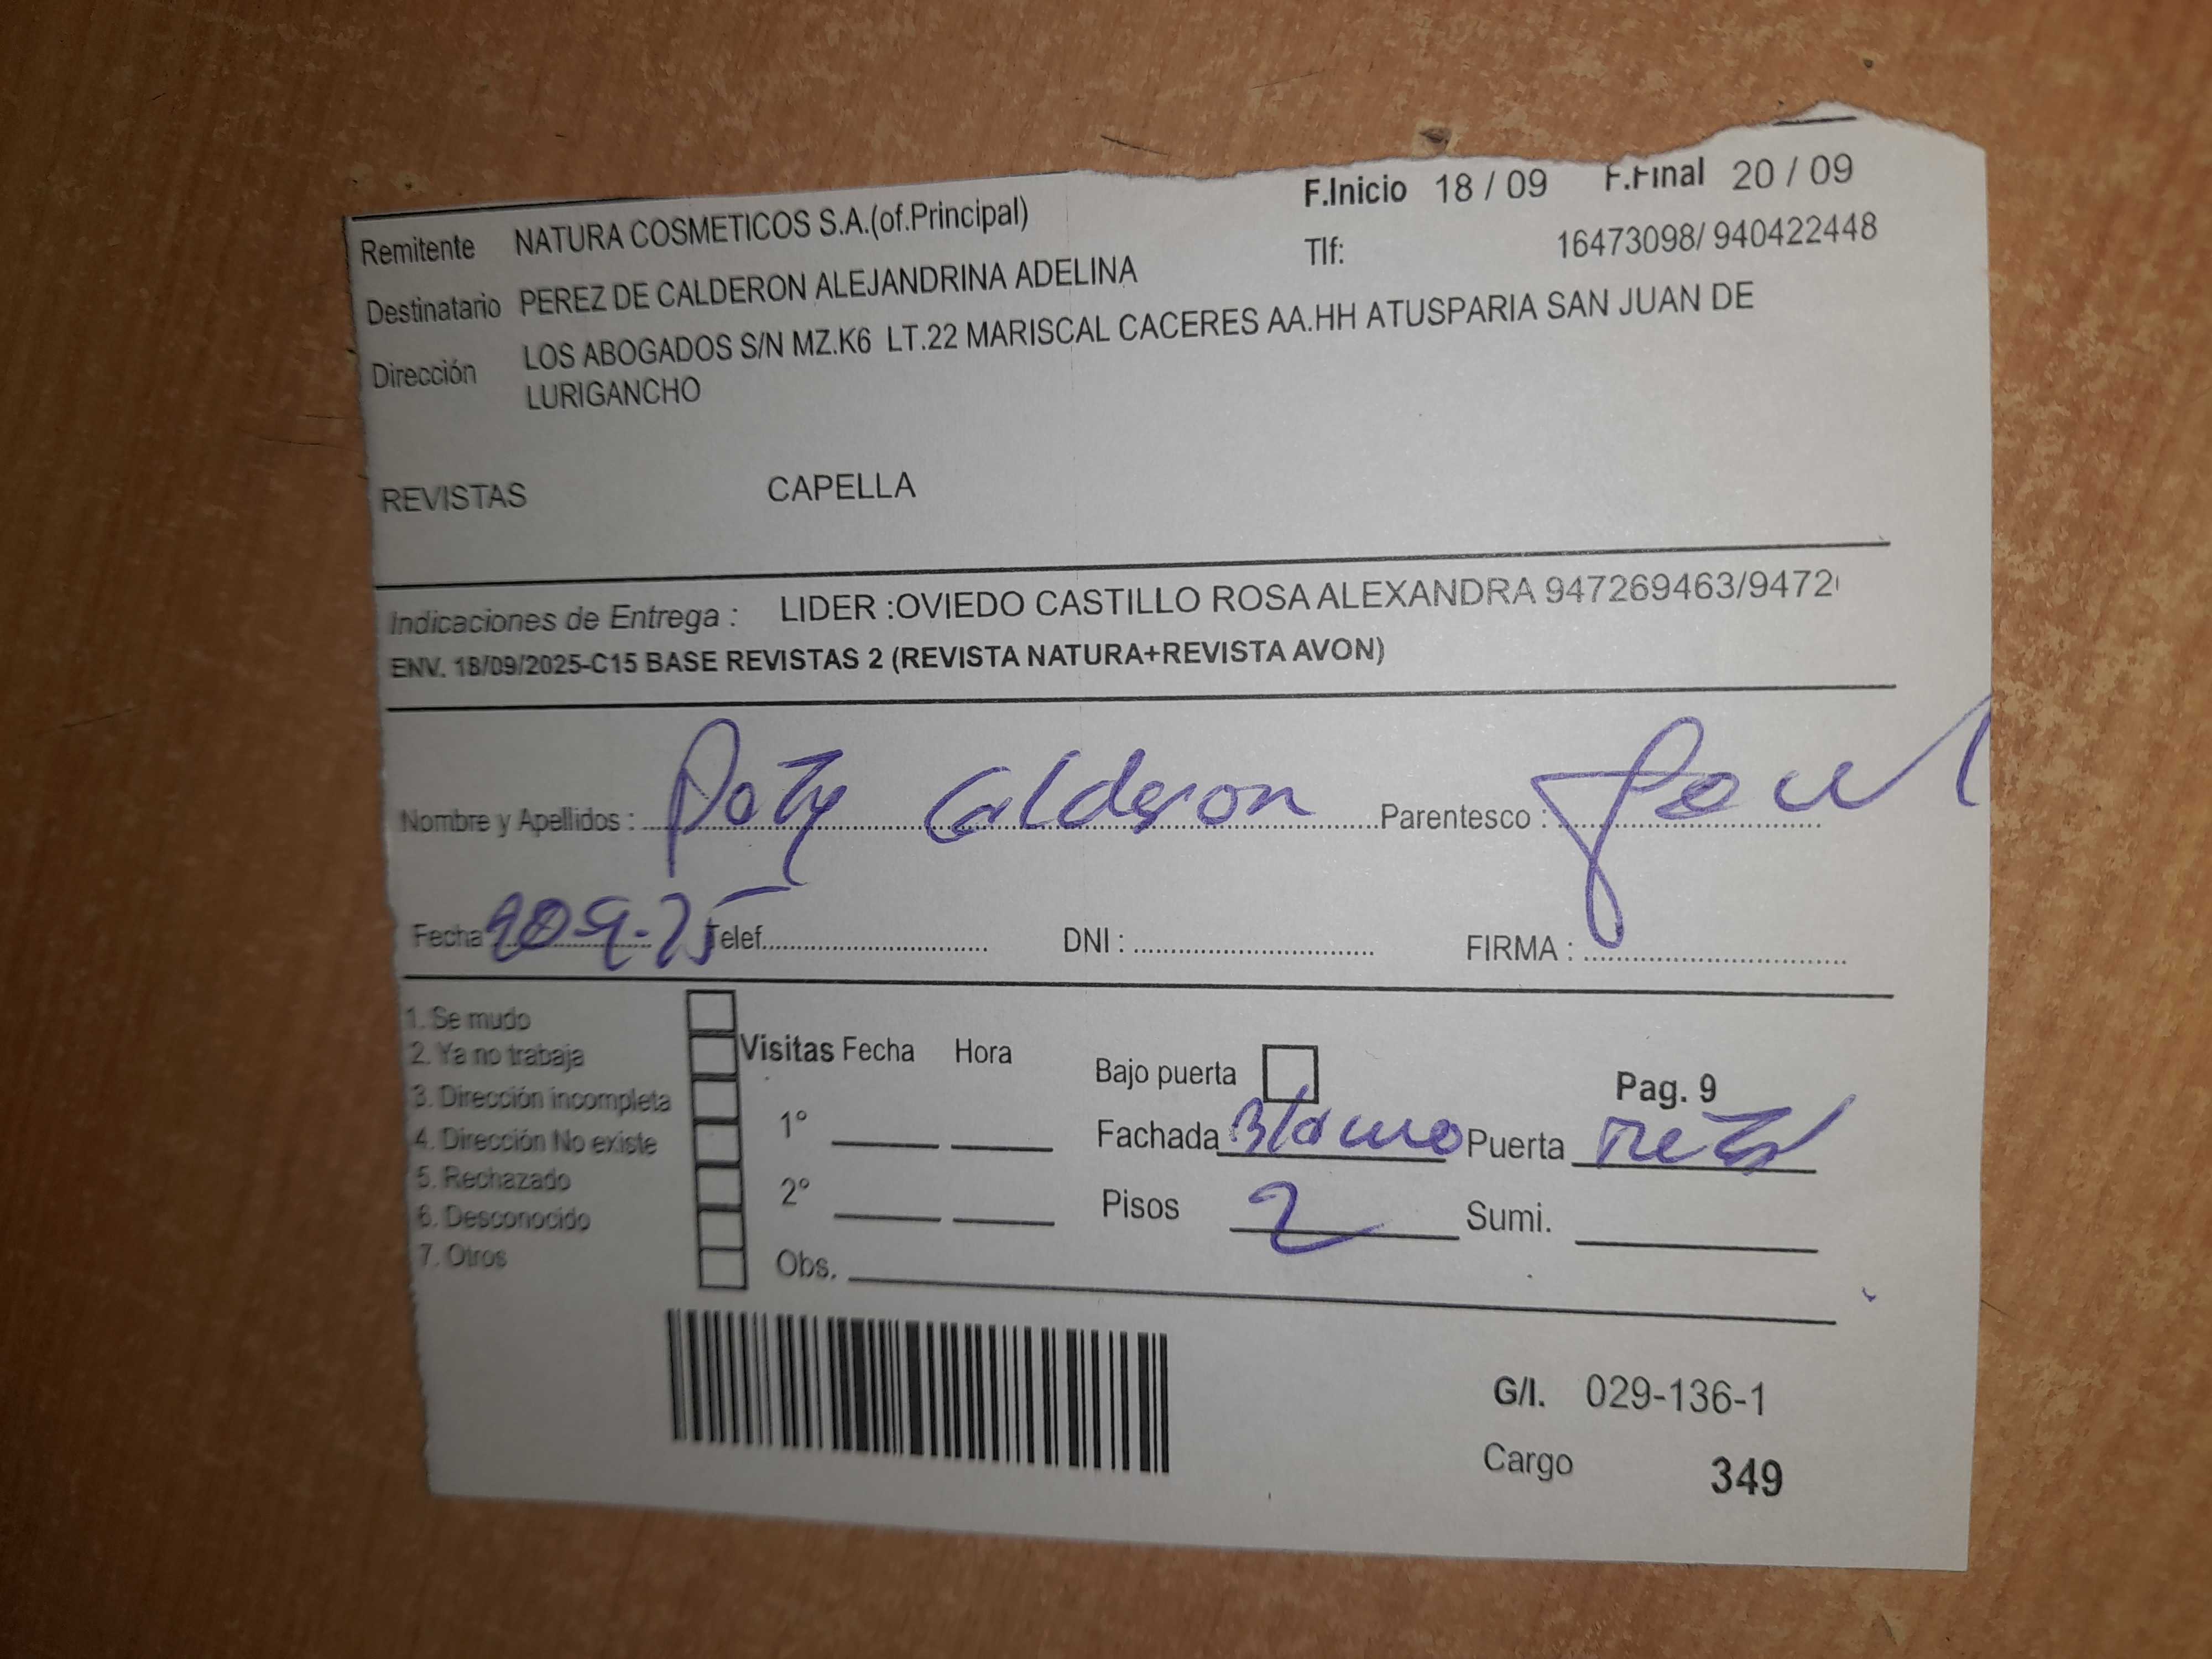 F.Inicio 18 / 09 F.Final 20 / 09
Remitente NATURA COSMETICOS S.A.(of.Principal)
Tlf: 16473098/ 940422448
Destinatario PEREZ DE CALDERON ALEJANDRINA ADELINA
Dirección LOS ABOGADOS S/N MZ.K6 LT.22 MARISCAL CACERES AA.HH ATUSPARIA SAN JUAN DE
LURIGANCHO
REVISTAS CAPELLA
Indicaciones de Entrega : LIDER :OVIEDO CASTILLO ROSA ALEXANDRA 947269463/9472
ENV. 18/09/2025-C15 BASE REVISTAS 2 (REVISTA NATURA+REVISTA AVON)
Nombre y Apellidos : Paty Calderon Parentesco :
Fecha Telef. DNI : FIRMA :
1. Se mudo
2. Ya no trabaja
3. Dirección incompleta
4. Dirección No existe
5. Rechazado
6. Desconocido
7. Otros
Visitas Fecha Hora
1°
2°
Obs.
Bajo puerta
Pag. 9
Fachada Blanco Puerta Metal
Pisos 2 Sumi.
G/I. 029-136-1
Cargo 349